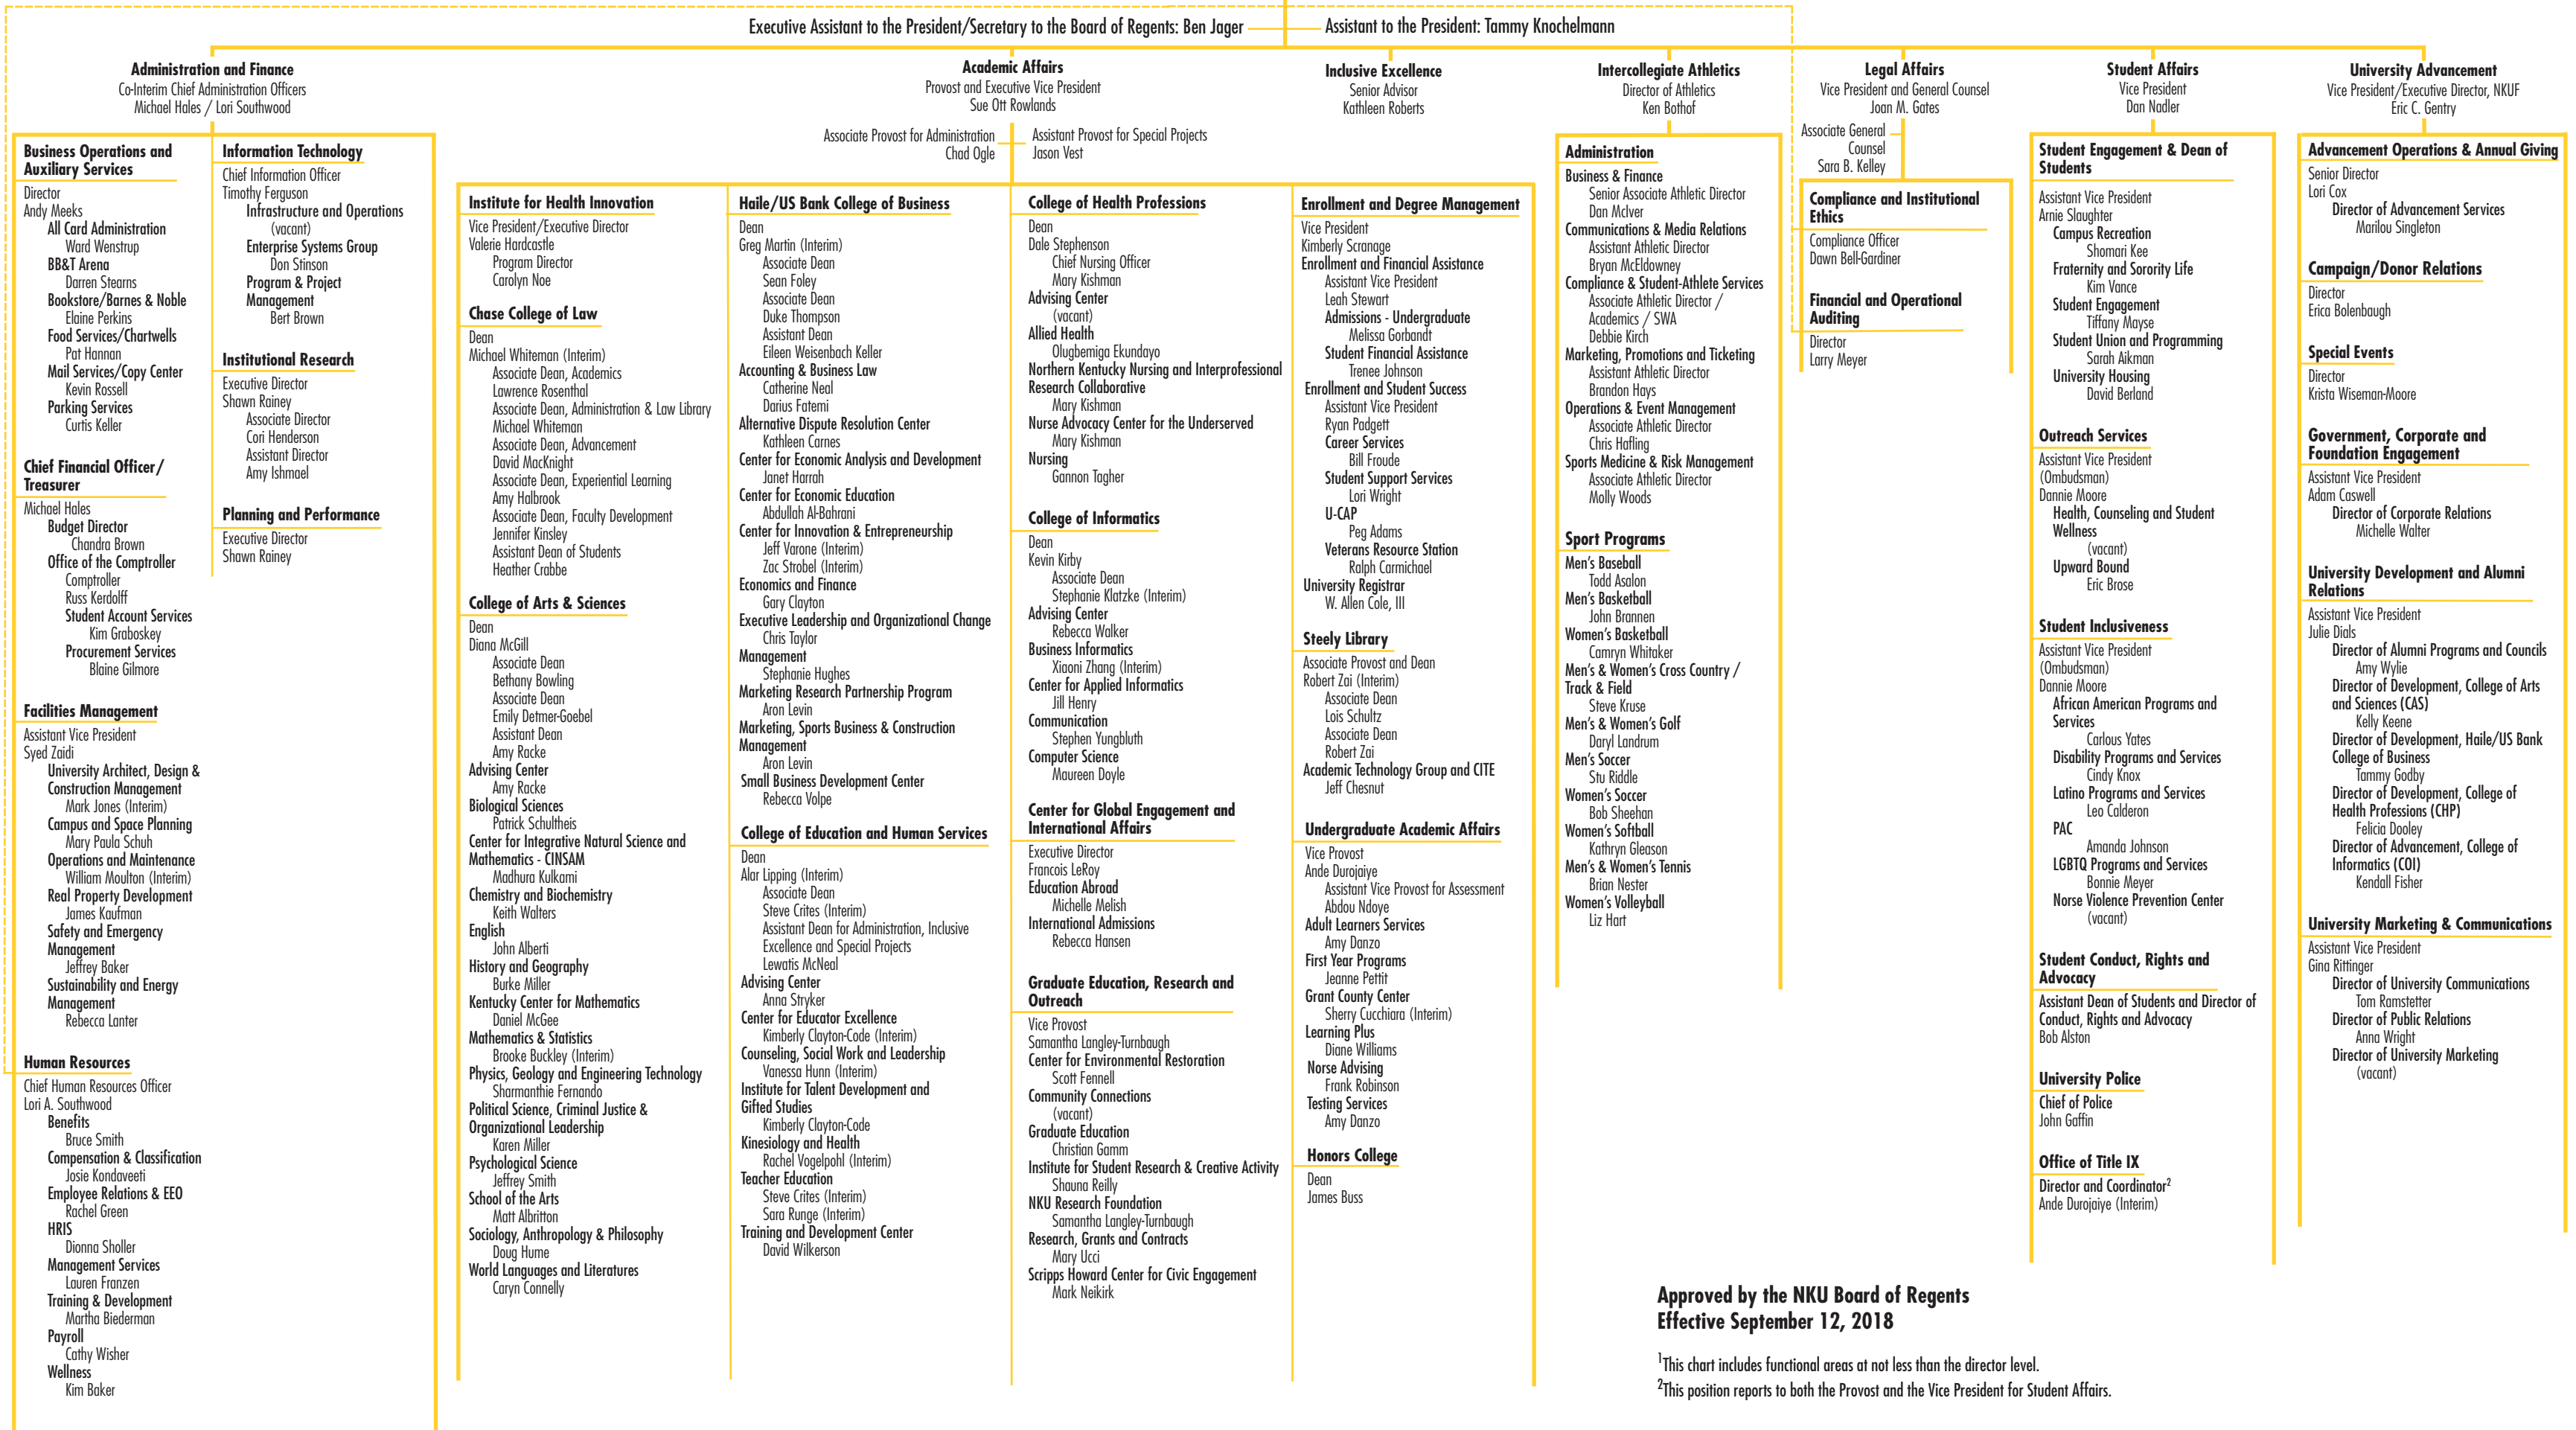 Executive Assistant to the President/Secretary to the Board of Regents: Ben Jager
Assistant to the President: Tammy Knochelmann
Administration and Finance
Co-Interim Chief Administration Officers
Michael Hales / Lori Southwood
Business Operations and
Auxiliary Services
Director
Andy Meeks
All Card Administration
Ward Wenstrup
BB&T Arena
Darren Stearns
Bookstore/Barnes & Noble
Elaine Perkins
Food Services/Chartwells
Pat Hannan
Mail Services/Copy Center
Kevin Rossell
Parking Services
Curtis Keller
Chief Financial Officer/
Treasurer
Michael Hales
Budget Director
Chandra Brown
Office of the Comptroller
Comptroller
Russ Kerdolff
Student Account Services
Kim Graboskey
Procurement Services
Blaine Gilmore
Facilities Management
Assistant Vice President
Syed Zaidi
University Architect, Design &
Construction Management
Mark Jones (Interim)
Campus and Space Planning
Mary Paula Schuh
Operations and Maintenance
William Moulton (Interim)
Real Property Development
James Kaufman
Safety and Emergency
Management
Jeffrey Baker
Sustainability and Energy
Management
Rebecca Lanter
Human Resources
Chief Human Resources Officer
Lori A. Southwood
Benefits
Bruce Smith
Compensation & Classification
Josie Kondaveeti
Employee Relations & EEO
Rachel Green
HRIS
Dionna Sholler
Management Services
Lauren Franzen
Training & Development
Martha Biederman
Payroll
Cathy Wisher
Wellness
Kim Baker
Information Technology
Chief Information Officer
Timothy Ferguson
Infrastructure and Operations
(vacant)
Enterprise Systems Group
Don Stinson
Program & Project
Management
Bert Brown
Institutional Research
Executive Director
Shawn Rainey
Associate Director
Cori Henderson
Assistant Director
Amy Ishmael
Planning and Performance
Executive Director
Shawn Rainey
Academic Affairs
Provost and Executive Vice President
Sue Ott Rowlands
Associate Provost for Administration
Chad Ogle
Assistant Provost for Special Projects
Jason Vest
Institute for Health Innovation
Vice President/Executive Director
Valerie Hardcastle
Program Director
Carolyn Noe
Chase College of Law
Dean
Michael Whiteman (Interim)
Associate Dean, Academics
Lawrence Rosenthal
Associate Dean, Administration & Law Library
Michael Whiteman
Associate Dean, Advancement
David MacKnight
Associate Dean, Experiential Learning
Amy Halbrook
Associate Dean, Faculty Development
Jennifer Kinsley
Assistant Dean of Students
Heather Crabbe
College of Arts & Sciences
Dean
Diana McGill
Associate Dean
Bethany Bowling
Associate Dean
Emily Detmer-Goebel
Assistant Dean
Amy Racke
Advising Center
Amy Racke
Biological Sciences
Patrick Schultheis
Center for Integrative Natural Science and
Mathematics - CINSAM
Madhura Kulkami
Chemistry and Biochemistry
Keith Walters
English
John Alberti
History and Geography
Burke Miller
Kentucky Center for Mathematics
Daniel McGee
Mathematics & Statistics
Brooke Buckley (Interim)
Physics, Geology and Engineering Technology
Sharmanthie Fernando
Political Science, Criminal Justice &
Organizational Leadership
Karen Miller
Psychological Science
Jeffrey Smith
School of the Arts
Matt Albritton
Sociology, Anthropology & Philosophy
Doug Hume
World Languages and Literatures
Caryn Connelly
Haile/US Bank College of Business
Dean
Greg Martin (Interim)
Associate Dean
Sean Foley
Associate Dean
Duke Thompson
Assistant Dean
Eileen Weisenbach Keller
Accounting & Business Law
Catherine Neal
Darius Fatemi
Alternative Dispute Resolution Center
Kathleen Carnes
Center for Economic Analysis and Development
Janet Harrah
Center for Economic Education
Abdullah Al-Bahrani
Center for Innovation & Entrepreneurship
Jeff Varone (Interim)
Zac Strobel (Interim)
Economics and Finance
Gary Clayton
Executive Leadership and Organizational Change
Chris Taylor
Management
Stephanie Hughes
Marketing Research Partnership Program
Aron Levin
Marketing, Sports Business & Construction
Management
Aron Levin
Small Business Development Center
Rebecca Volpe
College of Education and Human Services
Dean
Alar Lipping (Interim)
Associate Dean
Steve Crites (Interim)
Assistant Dean for Administration, Inclusive
Excellence and Special Projects
Lewatis McNeal
Advising Center
Anna Stryker
Center for Educator Excellence
Kimberly Clayton-Code (Interim)
Counseling, Social Work and Leadership
Vanessa Hunn (Interim)
Institute for Talent Development and
Gifted Studies
Kimberly Clayton-Code
Kinesiology and Health
Rachel Vogelpohl (Interim)
Teacher Education
Steve Crites (Interim)
Sara Runge (Interim)
Training and Development Center
David Wilkerson
College of Health Professions
Dean
Dale Stephenson
Chief Nursing Officer
Mary Kishman
Advising Center
(vacant)
Allied Health
Olugbemiga Ekundayo
Northern Kentucky Nursing and Interprofessional
Research Collaborative
Mary Kishman
Nurse Advocacy Center for the Underserved
Mary Kishman
Nursing
Gannon Tagher
College of Informatics
Dean
Kevin Kirby
Associate Dean
Stephanie Klatzke (Interim)
Advising Center
Rebecca Walker
Business Informatics
Xiaoni Zhang (Interim)
Center for Applied Informatics
Jill Henry
Communication
Stephen Yungbluth
Computer Science
Maureen Doyle
Center for Global Engagement and
International Affairs
Executive Director
Francois LeRoy
Education Abroad
Michelle Melish
International Admissions
Rebecca Hansen
Graduate Education, Research and
Outreach
Vice Provost
Samantha Langley-Turnbaugh
Center for Environmental Restoration
Scott Fennell
Community Connections
(vacant)
Graduate Education
Christian Gamm
Institute for Student Research & Creative Activity
Shauna Reilly
NKU Research Foundation
Samantha Langley-Turnbaugh
Research, Grants and Contracts
Mary Ucci
Scripps Howard Center for Civic Engagement
Mark Neikirk
Enrollment and Degree Management
Vice President
Kimberly Scranage
Enrollment and Financial Assistance
Assistant Vice President
Leah Stewart
Admissions - Undergraduate
Melissa Gorbandt
Student Financial Assistance
Trenee Johnson
Enrollment and Student Success
Assistant Vice President
Ryan Padgett
Career Services
Bill Froude
Student Support Services
Lori Wright
U-CAP
Peg Adams
Veterans Resource Station
Ralph Carmichael
University Registrar
W. Allen Cole, III
Steely Library
Associate Provost and Dean
Robert Zai (Interim)
Associate Dean
Lois Schultz
Associate Dean
Robert Zai
Academic Technology Group and CITE
Jeff Chesnut
Undergraduate Academic Affairs
Vice Provost
Ande Durojaiye
Assistant Vice Provost for Assessment
Abdou Ndoye
Adult Learners Services
Amy Danzo
First Year Programs
Jeanne Pettit
Grant County Center
Sherry Cucchiara (Interim)
Learning Plus
Diane Williams
Norse Advising
Frank Robinson
Testing Services
Amy Danzo
Honors College
Dean
James Buss
Inclusive Excellence
Senior Advisor
Kathleen Roberts
Intercollegiate Athletics
Director of Athletics
Ken Bothof
Administration
Business & Finance
Senior Associate Athletic Director
Dan McIver
Communications & Media Relations
Assistant Athletic Director
Bryan McEldowney
Compliance & Student-Athlete Services
Associate Athletic Director /
Academics / SWA
Debbie Kirch
Marketing, Promotions and Ticketing
Assistant Athletic Director
Brandon Hays
Operations & Event Management
Associate Athletic Director
Chris Hafling
Sports Medicine & Risk Management
Associate Athletic Director
Molly Woods
Sport Programs
Men's Baseball
Todd Asalon
Men's Basketball
John Brannen
Women's Basketball
Camryn Whitaker
Men's & Women's Cross Country /
Track & Field
Steve Kruse
Men's & Women's Golf
Daryl Landrum
Men's Soccer
Stu Riddle
Women's Soccer
Bob Sheehan
Women's Softball
Kathryn Gleason
Men's & Women's Tennis
Brian Nester
Women's Volleyball
Liz Hart
Legal Affairs
Vice President and General Counsel
Joan M. Gates
Associate General
Counsel
Sara B. Kelley
Compliance and Institutional
Ethics
Compliance Officer
Dawn Bell-Gardiner
Financial and Operational
Auditing
Director
Larry Meyer
Student Affairs
Vice President
Dan Nadler
Student Engagement & Dean of
Students
Assistant Vice President
Arnie Slaughter
Campus Recreation
Shomari Kee
Fraternity and Sorority Life
Kim Vance
Student Engagement
Tiffany Mayse
Student Union and Programming
Sarah Aikman
University Housing
David Berland
Outreach Services
Assistant Vice President
(Ombudsman)
Dannie Moore
Health, Counseling and Student
Wellness
(vacant)
Upward Bound
Eric Brose
Student Inclusiveness
Assistant Vice President
(Ombudsman)
Dannie Moore
African American Programs and
Services
Carlous Yates
Disability Programs and Services
Cindy Knox
Latino Programs and Services
Leo Calderon
PAC
Amanda Johnson
LGBTQ Programs and Services
Bonnie Meyer
Norse Violence Prevention Center
(vacant)
Student Conduct, Rights and
Advocacy
Assistant Dean of Students and Director of
Conduct, Rights and Advocacy
Bob Alston
University Police
Chief of Police
John Gaffin
Office of Title IX
Director and Coordinator2
Ande Durojaiye (Interim)
University Advancement
Vice President/Executive Director, NKUF
Eric C. Gentry
Advancement Operations & Annual Giving
Senior Director
Lori Cox
Director of Advancement Services
Marilou Singleton
Campaign/Donor Relations
Director
Erica Bolenbaugh
Special Events
Director
Krista Wiseman-Moore
Government, Corporate and
Foundation Engagement
Assistant Vice President
Adam Caswell
Director of Corporate Relations
Michelle Walter
University Development and Alumni
Relations
Assistant Vice President
Julie Dials
Director of Alumni Programs and Councils
Amy Wylie
Director of Development, College of Arts
and Sciences (CAS)
Kelly Keene
Director of Development, Haile/US Bank
College of Business
Tammy Godby
Director of Development, College of
Health Professions (CHP)
Felicia Dooley
Director of Advancement, College of
Informatics (COI)
Kendall Fisher
University Marketing & Communications
Assistant Vice President
Gina Rittinger
Director of University Communications
Tom Ramstetter
Director of Public Relations
Anna Wright
Director of University Marketing
(vacant)
Approved by the NKU Board of Regents
Effective September 12, 2018
1This chart includes functional areas at not less than the director level.
2This position reports to both the Provost and the Vice President for Student Affairs.